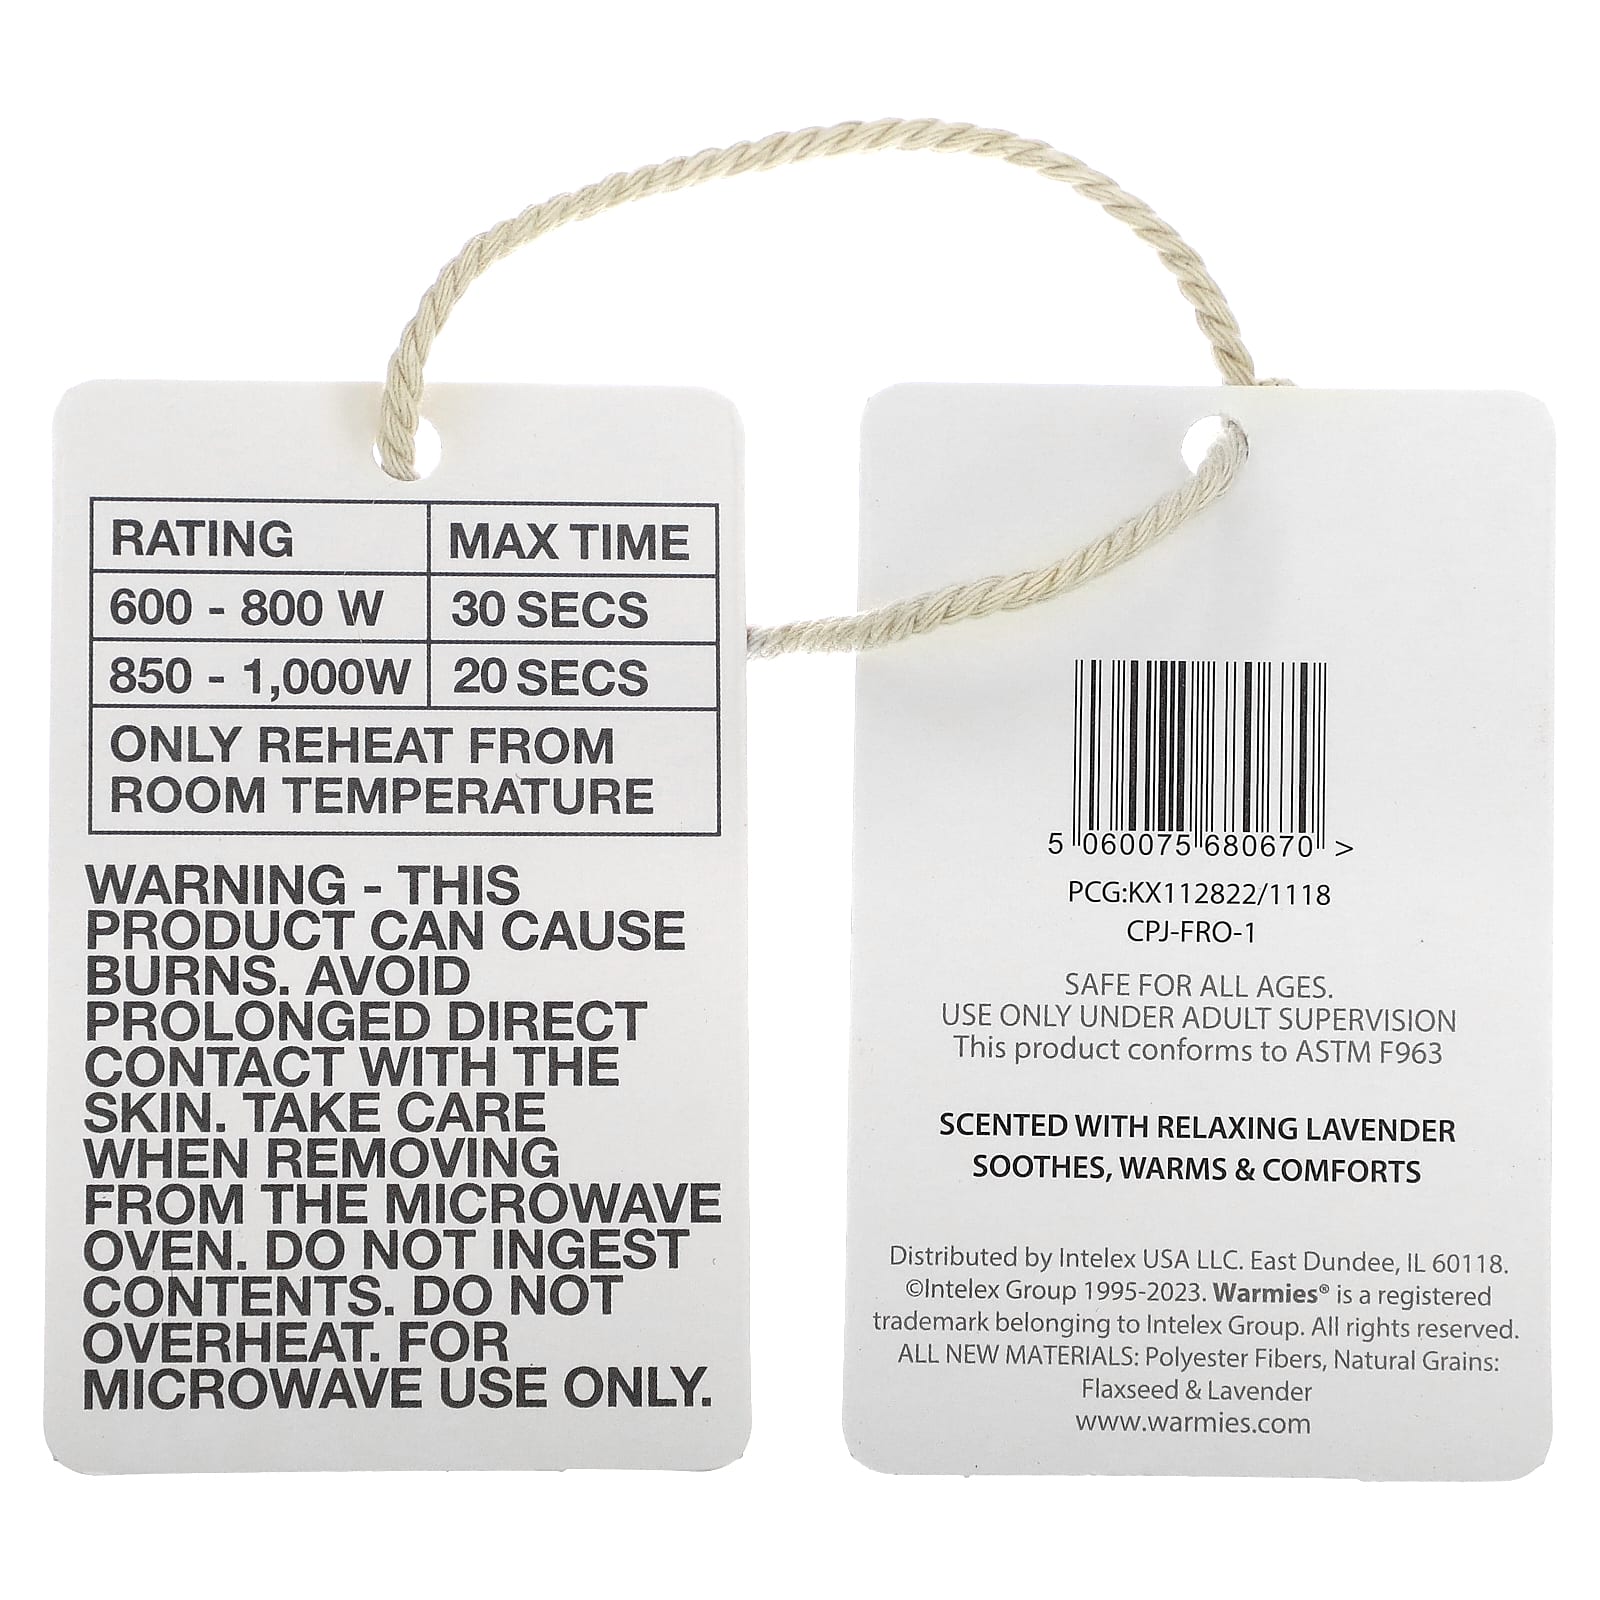 RATING MAX TIME
600 - 800 W 30 SECS
850 - 1,000W 20 SECS
ONLY REHEAT FROM
ROOM TEMPERATURE
WARNING - THIS
PRODUCT CAN CAUSE
BURNS. AVOID
PROLONGED DIRECT
CONTACT WITH THE
SKIN. TAKE CARE
WHEN REMOVING
FROM THE MICROWAVE
OVEN. DO NOT INGEST
CONTENTS. DO NOT
OVERHEAT. FOR
MICROWAVE USE ONLY.
5 060075 680670 >
PCG:KX112822/1118
CPJ-FRO-1
SAFE FOR ALL AGES.
USE ONLY UNDER ADULT SUPERVISION
This product conforms to ASTM F963
SCENTED WITH RELAXING LAVENDER
SOOTHES, WARMS & COMFORTS
Distributed by Intelex USA LLC. East Dundee, IL 60118.
©Intelex Group 1995-2023. Warmies® is a registered
trademark belonging to Intelex Group. All rights reserved.
ALL NEW MATERIALS: Polyester Fibers, Natural Grains:
Flaxseed & Lavender
www.warmies.com